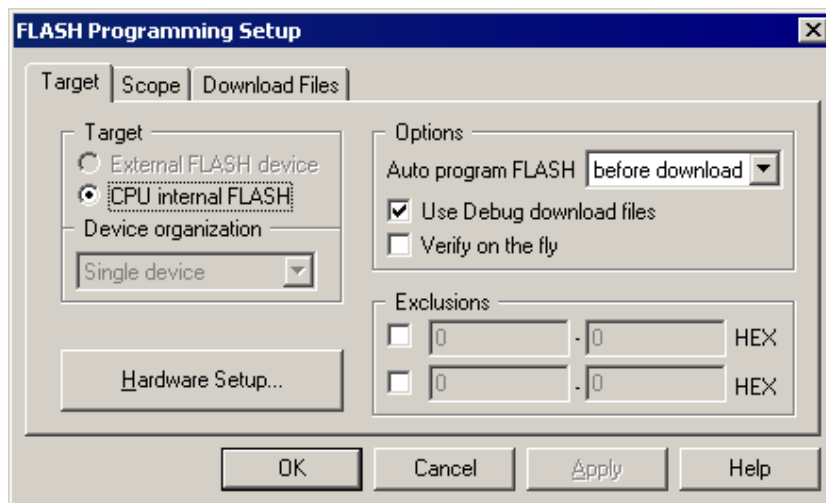 FLASH Programming Setup
Target Scope Download Files
Target
External FLASH device
CPU internal FLASH
Device organization
Single device
Hardware Setup...
Options
Auto program FLASH before download
Use Debug download files
Verify on the fly
Exclusions
0 - 0 HEX
0 - 0 HEX
OK Cancel Apply Help